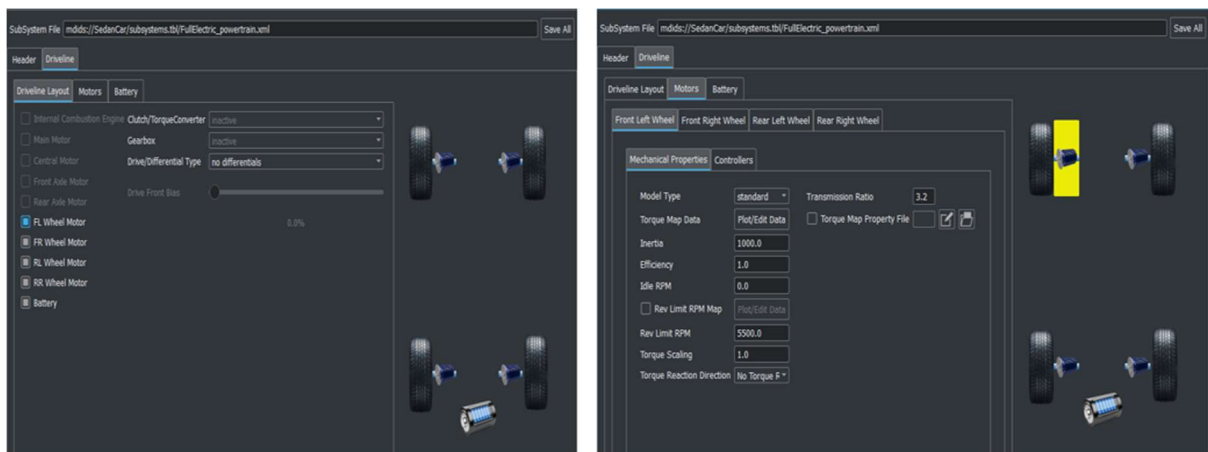 SubSystem File mdids://SedanCar/subsystems.tbl/FullElectric_powertrain.xml Save All
Header Driveline
Driveline Layout Motors Battery
Internal Combustion Engine Clutch/TorqueConverter inactive
Main Motor Gearbox inactive
Central Motor Drive/Differential Type no differentials
Front Axle Motor
Rear Axle Motor Drive Front Bias
FL Wheel Motor 0.0%
FR Wheel Motor
RL Wheel Motor
RR Wheel Motor
Battery
SubSystem File mdids://SedanCar/subsystems.tbl/FullElectric_powertrain.xml Save All
Header Driveline
Driveline Layout Motors Battery
Front Left Wheel Front Right Wheel Rear Left Wheel Rear Right Wheel
Mechanical Properties Controllers
Model Type standard Transmission Ratio 3.2
Torque Map Data Plot/Edit Data Torque Map Property File
Inertia 1000.0
Efficiency 1.0
Idle RPM 0.0
Rev Limit RPM Map Plot/Edit Data
Rev Limit RPM 5500.0
Torque Scaling 1.0
Torque Reaction Direction No Torque R